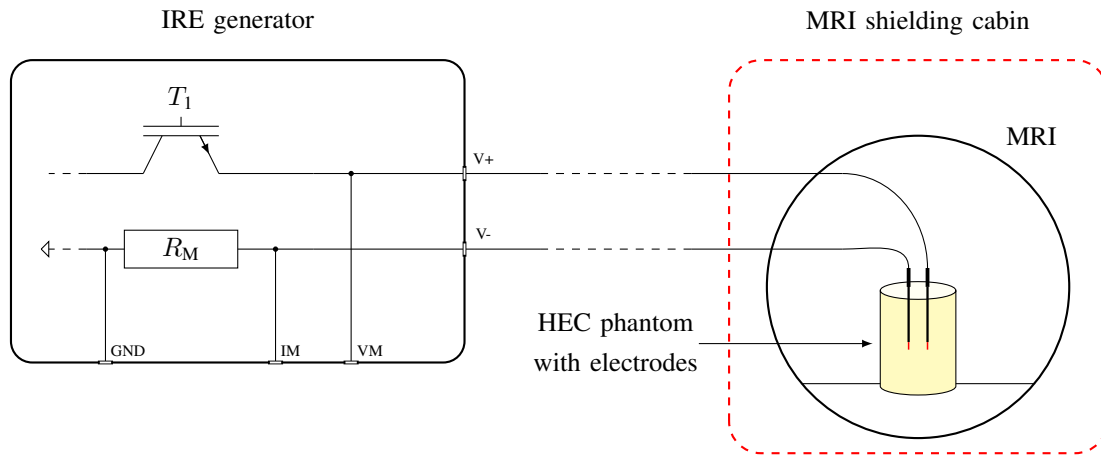 IRE generator
MRI shielding cabin
T1
MRI
V+
V-
RM
HEC phantom
with electrodes
GND
IM
VM